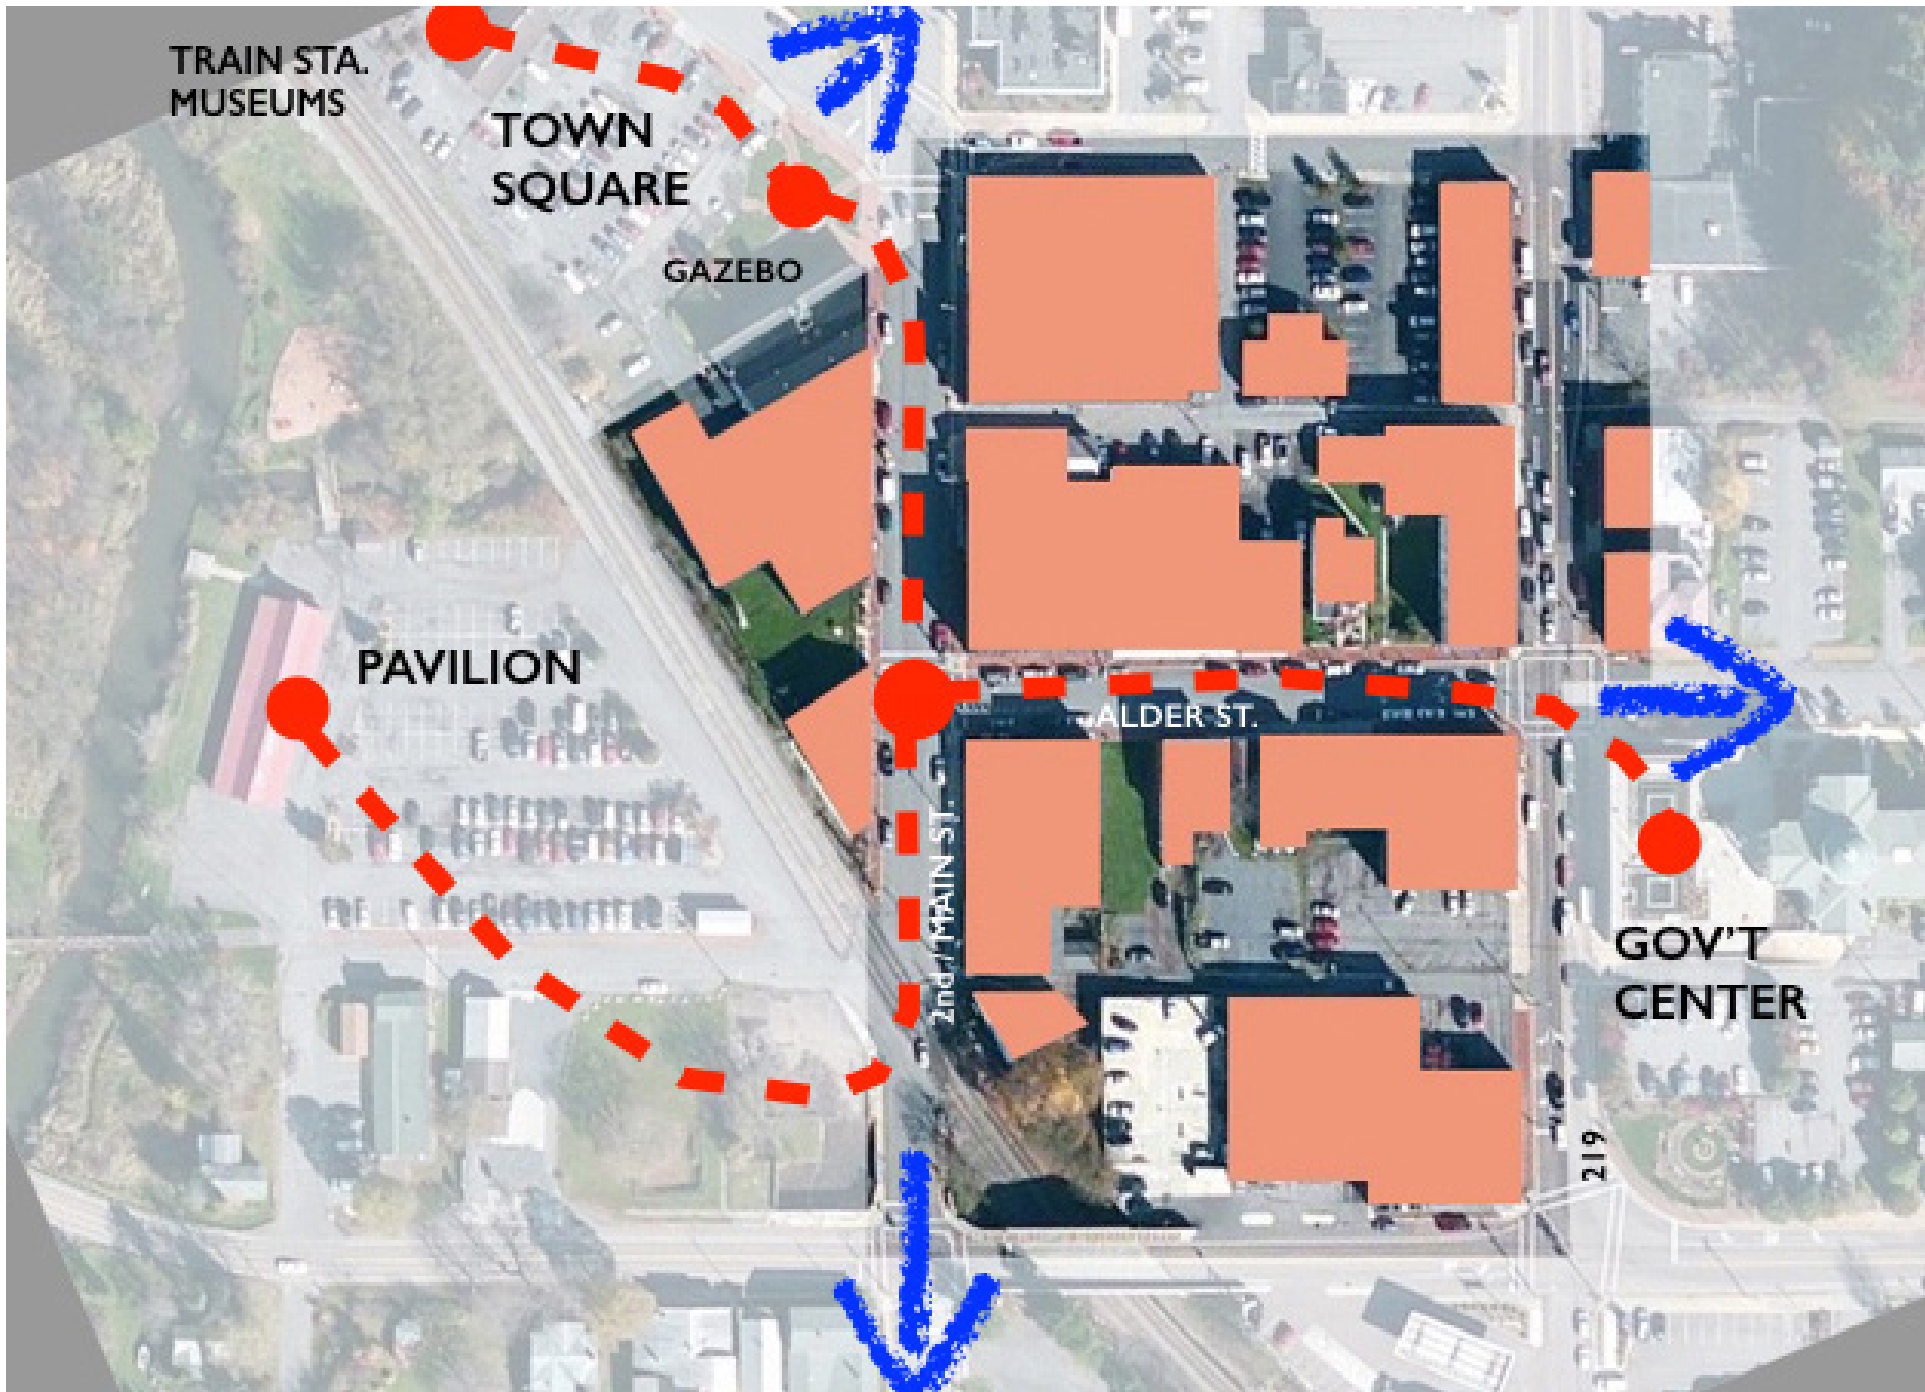 TRAIN STA.
MUSEUMS
TOWN
SQUARE
GAZEBO
PAVILION
ALDER ST.
2nd / MAIN ST.
GOV'T
CENTER
219